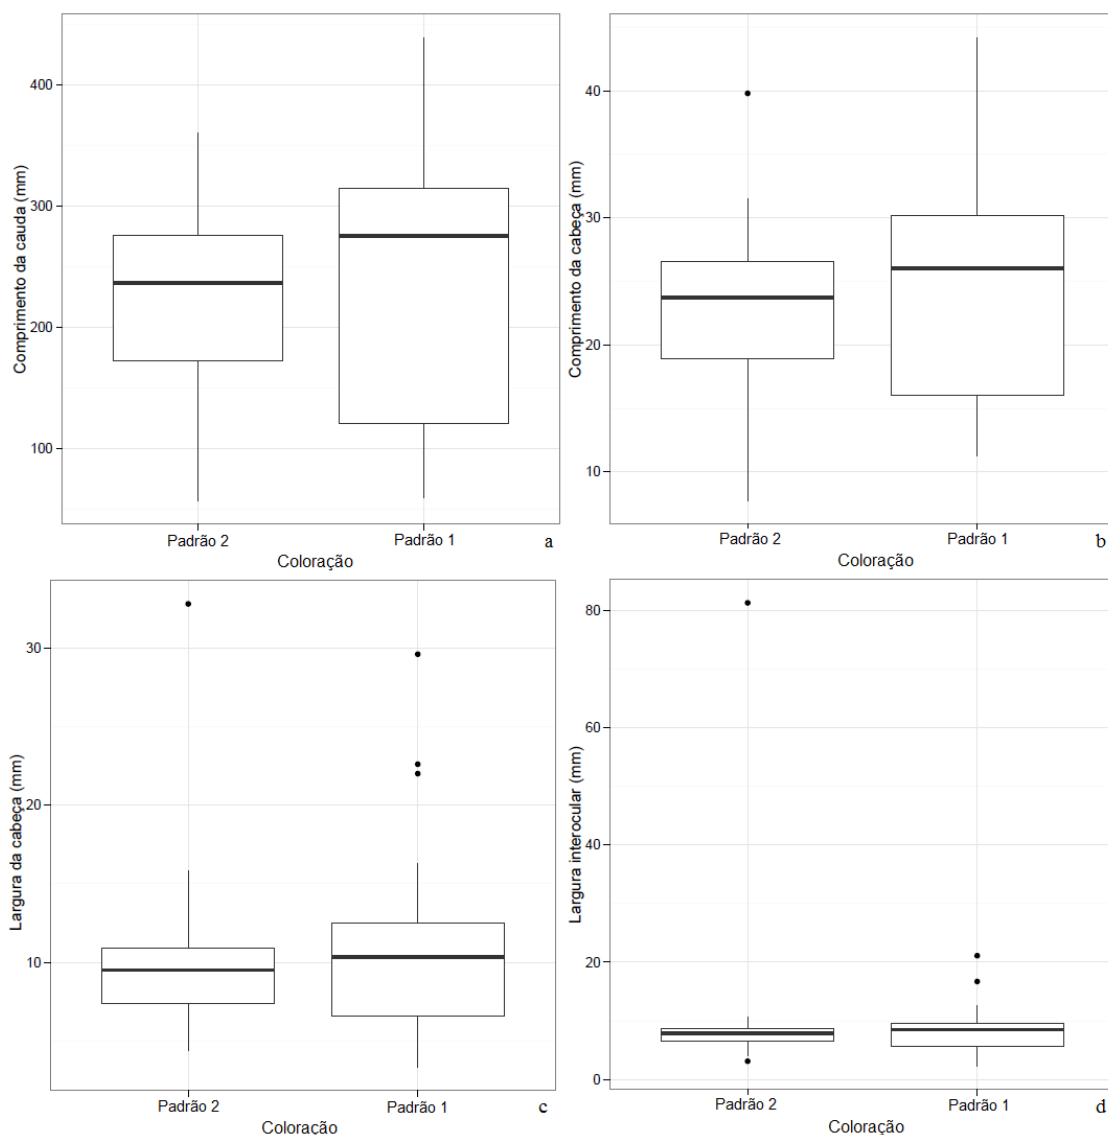 Comprimento da cauda (mm)
400
300
200
100
Padrão 2
Padrão 1
a
Coloração
Comprimento da cabeça (mm)
40
30
20
10
Padrão 2
Padrão 1
b
Coloração
Largura da cabeça (mm)
30
20
10
Padrão 2
Padrão 1
c
Coloração
Largura interocular (mm)
80
60
40
20
0
Padrão 2
Padrão 1
d
Coloração